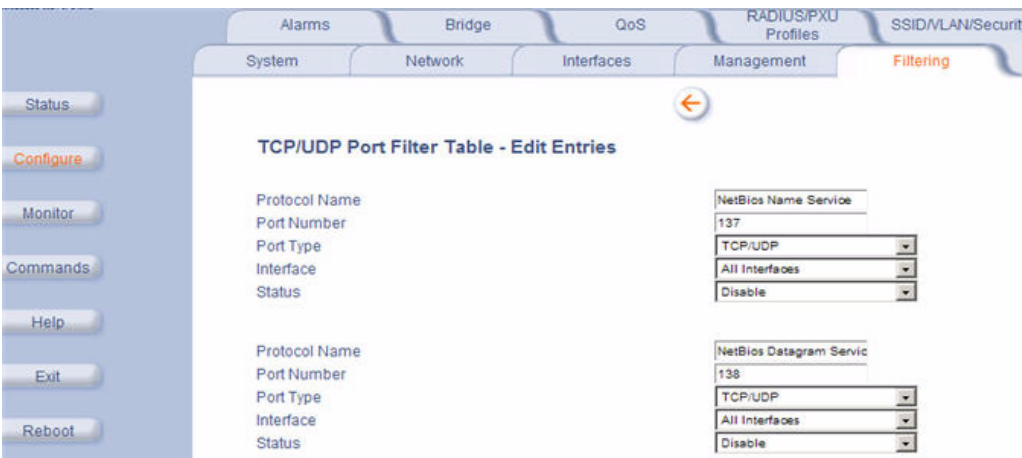 Alarms Bridge QoS RADIUS/PXU Profiles SSID/VLAN/Securit
System Network Interfaces Management Filtering
Status
Configure
Monitor
Commands
Help
Exit
Reboot
TCP/UDP Port Filter Table - Edit Entries
Protocol Name NetBios Name Service
Port Number 137
Port Type TCP/UDP
Interface All Interfaces
Status Disable
Protocol Name NetBios Datagram Servic
Port Number 138
Port Type TCP/UDP
Interface All Interfaces
Status Disable